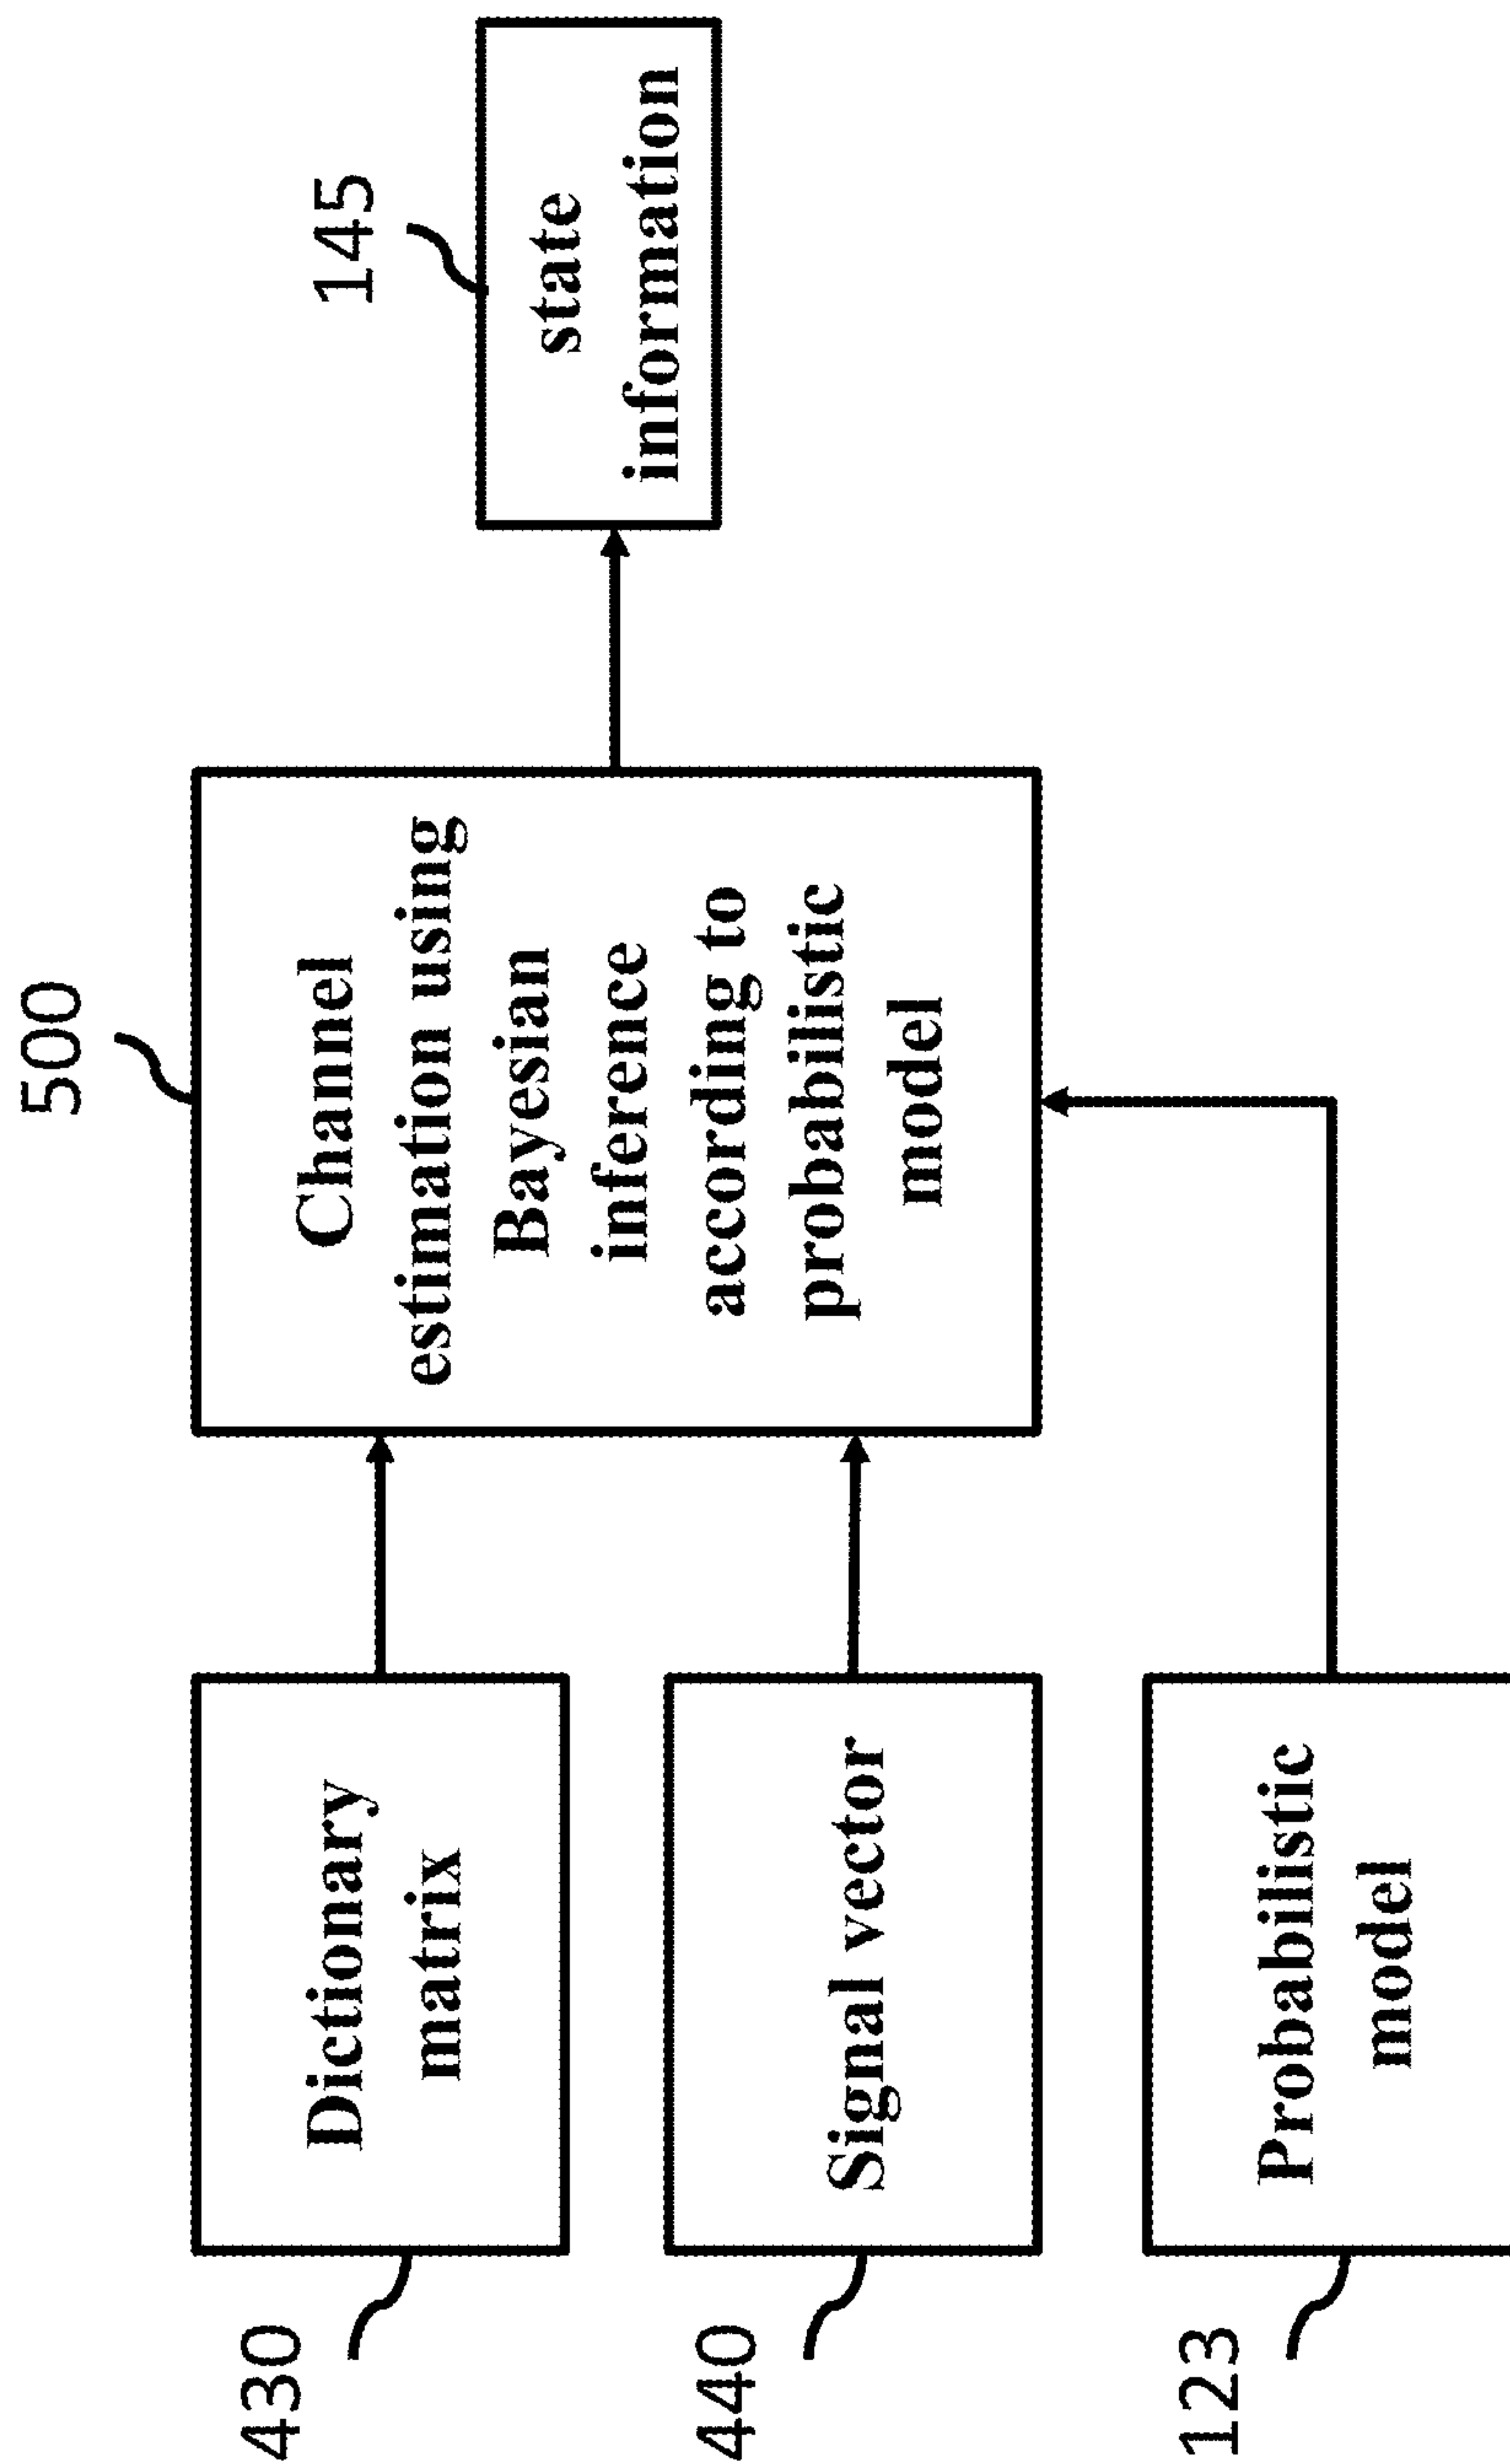 430
Dictionary
matrix
440
Signal vector
123
Probabilistic
model
500
Channel
estimation using
Bayesian
inference
according to
probabilistic
model
145
state
information